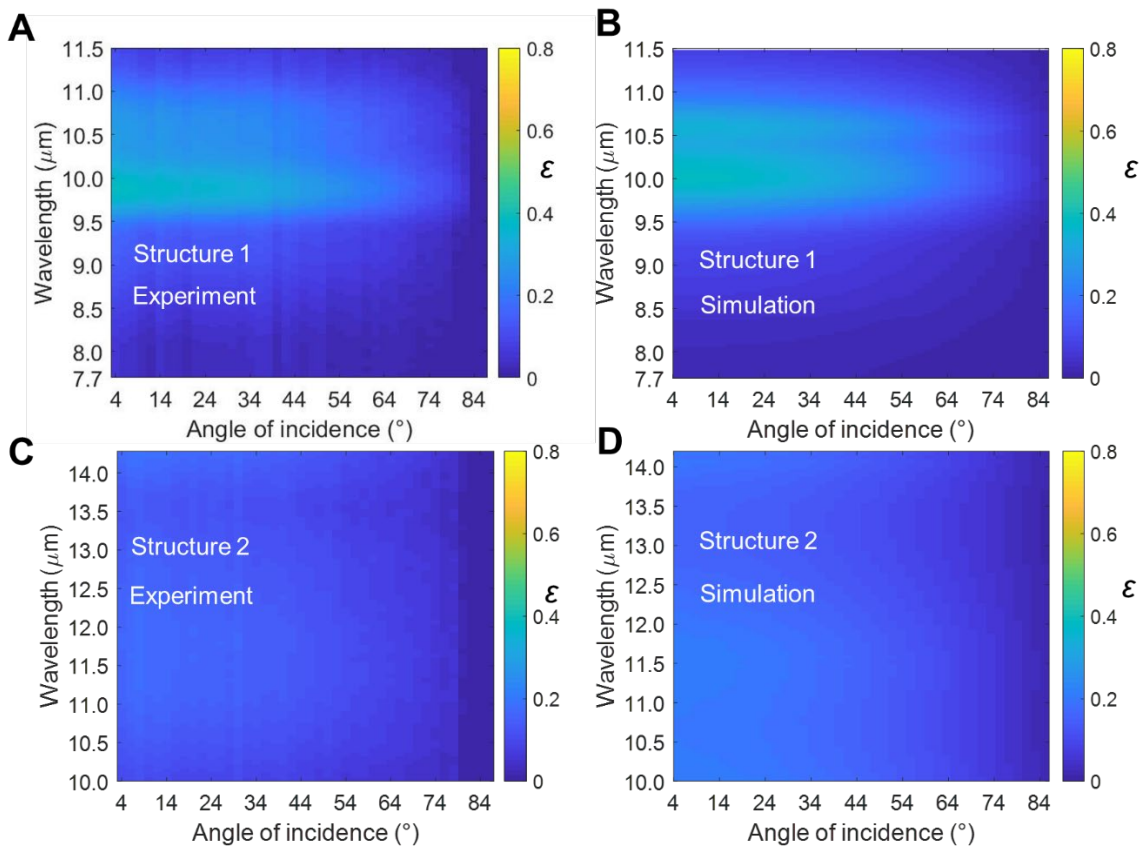 A
B
11.5
11.0
10.5
10.0
9.5
9.0
8.5
8.0
7.7
Wavelength (μm)
Structure 1
Experiment
4 14 24 34 44 54 64 74 84
Angle of incidence (°)
0.8
0.6
ε
0.4
0.2
0
11.5
11.0
10.5
10.0
9.5
9.0
8.5
8.0
7.7
Wavelength (μm)
Structure 1
Simulation
4 14 24 34 44 54 64 74 84
Angle of incidence (°)
0.8
0.6
ε
0.4
0.2
0
C
D
14.0
13.5
13.0
12.5
12.0
11.5
11.0
10.5
10.0
Wavelength (μm)
Structure 2
Experiment
4 14 24 34 44 54 64 74 84
Angle of incidence (°)
0.8
0.6
ε
0.4
0.2
0
14.0
13.5
13.0
12.5
12.0
11.5
11.0
10.5
10.0
Wavelength (μm)
Structure 2
Simulation
4 14 24 34 44 54 64 74 84
Angle of incidence (°)
0.8
0.6
ε
0.4
0.2
0